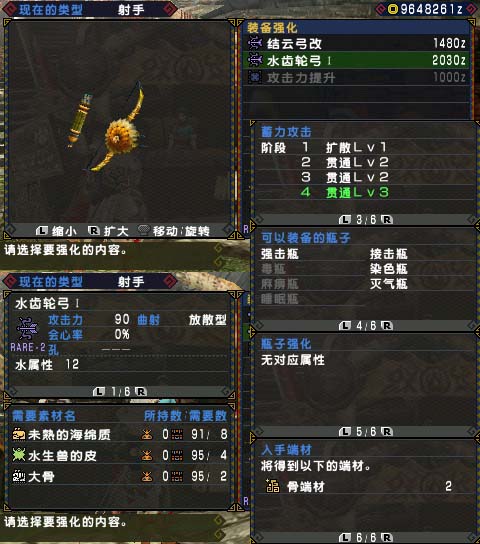 现在的类型 射手
9648261z
装备强化
结云弓改 1480z
水齿轮弓 I 2030z
攻击力提升 1000z
蓄力攻击
阶段 1 扩散Lv1
2 贯通Lv2
3 贯通Lv2
4 贯通Lv3
L 3/6 R
L 缩小 R 扩大 移动:旋转
请选择要强化的内容。
可以装备的瓶子
强击瓶 接击瓶
毒瓶 染色瓶
麻痹瓶 灭气瓶
睡眠瓶
L 4/6 R
现在的类型 射手
水齿轮弓 I
攻击力 90 曲射 放散型
会心率 0%
RARE-2 孔 ———
水属性 12
L 1/6 R
瓶子强化
无对应属性
L 5/6 R
需要素材名 所持数:需要数
未熟的海绵质 0 91/ 8
水生兽的皮 0 95/ 4
大骨 0 95/ 2
请选择要强化的内容。
入手端材
将得到以下的端材。
骨端材 2
L 6/6 R